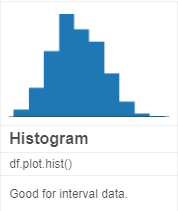 Histogram
df.plot.hist()
Good for interval data.